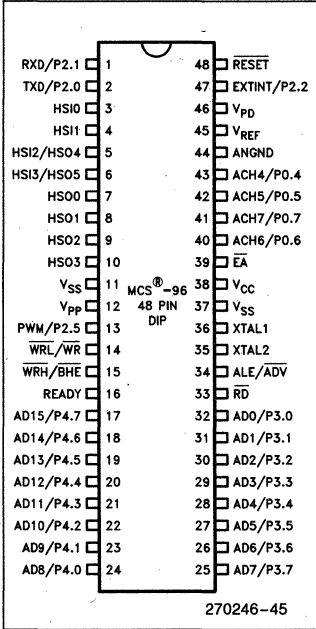 RXD/P2.1 1 48 RESET
TXD/P2.0 2 47 EXTINT/P2.2
HSI0 3 46 VPD
HSI1 4 45 VREF
HSI2/HSO4 5 44 ANGND
HSI3/HSO5 6 43 ACH4/P0.4
HSO0 7 42 ACH5/P0.5
HSO1 8 41 ACH7/P0.7
HSO2 9 40 ACH6/P0.6
HSO3 10 39 EA
VSS 11 38 VCC
VPP 12 37 VSS
MCS®-96
48 PIN
DIP
PWM/P2.5 13 36 XTAL1
WRL/WR 14 35 XTAL2
WRH/BHE 15 34 ALE/ADV
READY 16 33 RD
AD15/P4.7 17 32 AD0/P3.0
AD14/P4.6 18 31 AD1/P3.1
AD13/P4.5 19 30 AD2/P3.2
AD12/P4.4 20 29 AD3/P3.3
AD11/P4.3 21 28 AD4/P3.4
AD10/P4.2 22 27 AD5/P3.5
AD9/P4.1 23 26 AD6/P3.6
AD8/P4.0 24 25 AD7/P3.7
270246-45